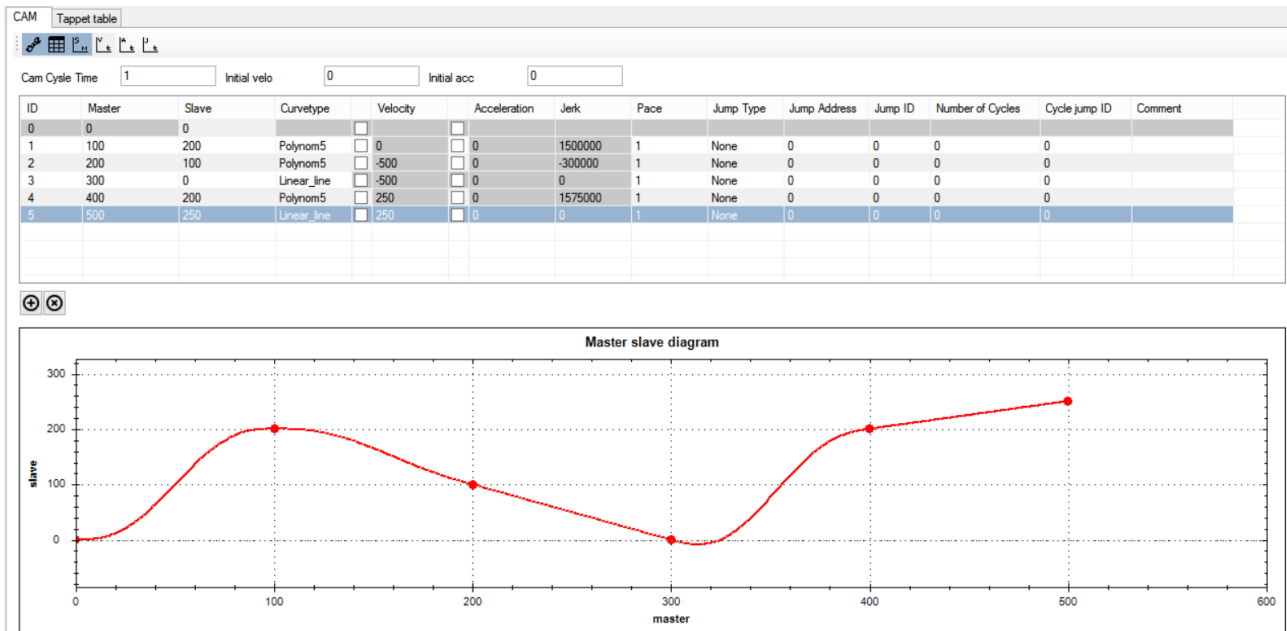 CAM Tappet table
S M V t A t J t
Cam Cysle Time 1 Initial velo 0 Initial acc 0
ID Master Slave Curvetype Velocity Acceleration Jerk Pace Jump Type Jump Address Jump ID Number of Cycles Cycle jump ID Comment
0 0 0
1 100 200 Polynom5 0 0 1500000 1 None 0 0 0 0
2 200 100 Polynom5 -500 0 -300000 1 None 0 0 0 0
3 300 0 Linear_line -500 0 0 1 None 0 0 0 0
4 400 200 Polynom5 250 0 1575000 1 None 0 0 0 0
5 500 250 Linear_line 250 0 0 1 None 0 0 0 0
Master slave diagram
300
200
100
0
slave
0 100 200 300 400 500 600
master